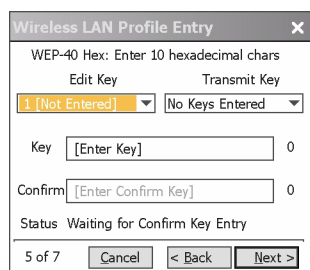 Wireless LAN Profile Entry X
WEP-40 Hex: Enter 10 hexadecimal chars
Edit Key Transmit Key
1 [Not Entered] No Keys Entered
Key [Enter Key] 0
Confirm [Enter Confirm Key] 0
Status Waiting for Confirm Key Entry
5 of 7 Cancel < Back Next >